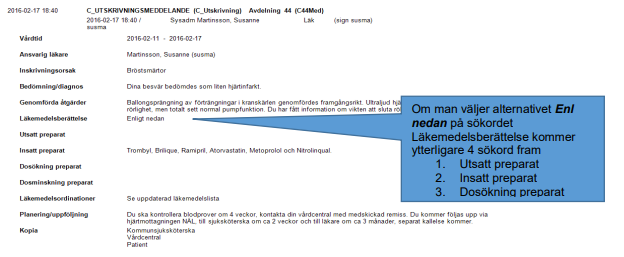 2016-02-17 18:40 C_UTSKRIVNINGSMEDDELANDE (C_Utskrivning) Avdelning 44 (C44Med)
2016-02-17 18:40 / Sysadm Martinsson, Susanne Läk (sign susma)
susma
Vårdtid 2016-02-11 - 2016-02-17
Ansvarig läkare Martinsson, Susanne (susma)
Inskrivningsorsak Bröstsmärtor
Bedömning/diagnos Dina besvär bedömdes som liten hjärtinfarkt.
Genomförda åtgärder Ballongsprängning av förträngningar i kranskärlen genomfördes framgångsrikt. Ultraljud hjä
rörlighet, men totalt sett normal pumpfunktion. Du har fått information om vikten att sluta rö
Läkemedelsberättelse Enligt nedan
Utsatt preparat
Insatt preparat Trombyl, Brilique, Ramipril, Atorvastatin, Metoprolol och Nitrolingual.
Dosökning preparat
Dosminskning preparat
Läkemedelsordinationer Se uppdaterad läkemedelslista
Planering/uppföljning Du ska kontrollera blodprover om 4 veckor, kontakta din vårdcentral med medskickad remiss. Du kommer följas upp via
hjärtmottagningen NÄL, till sjuksköterska om ca 2 veckor och till läkare om ca 3 månader, separat kallelse kommer.
Kopia Kommunsjuksköterska
Vårdcentral
Patient
Om man väljer alternativet Enl
nedan på sökordet
Läkemedelsberättelse kommer
ytterligare 4 sökord fram
1. Utsatt preparat
2. Insatt preparat
3. Dosökning preparat